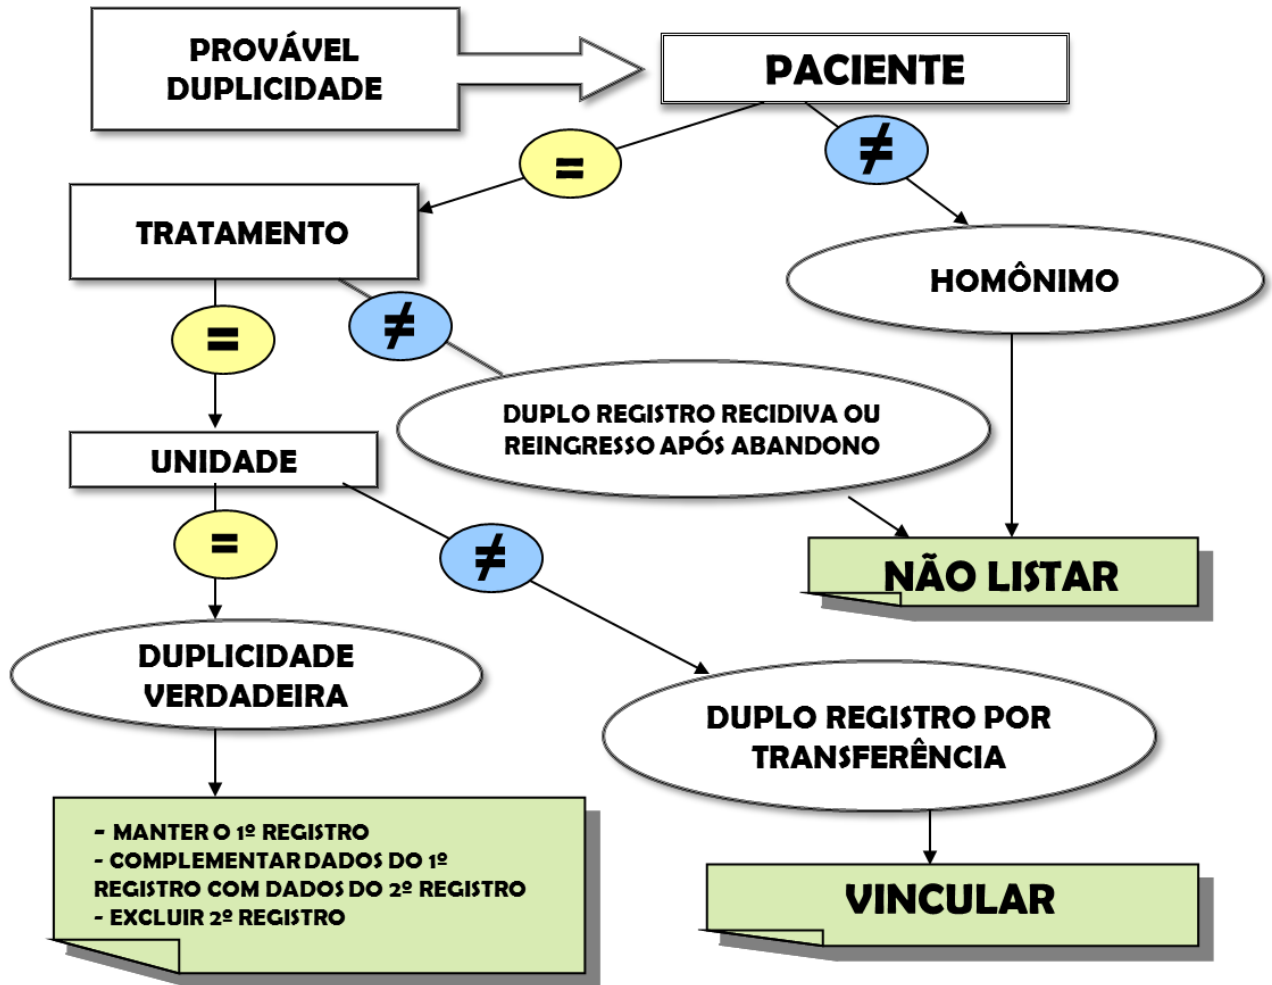 PROVÁVEL
DUPLICIDADE
PACIENTE
=
≠
TRATAMENTO
HOMÔNIMO
=
≠
DUPLO REGISTRO RECIDIVA OU
REINGRESSO APÓS ABANDONO
UNIDADE
=
≠
NÃO LISTAR
DUPLICIDADE
VERDADEIRA
DUPLO REGISTRO POR
TRANSFERÊNCIA
- MANTER O 1º REGISTRO
- COMPLEMENTAR DADOS DO 1º
REGISTRO COM DADOS DO 2º REGISTRO
- EXCLUIR 2º REGISTRO
VINCULAR